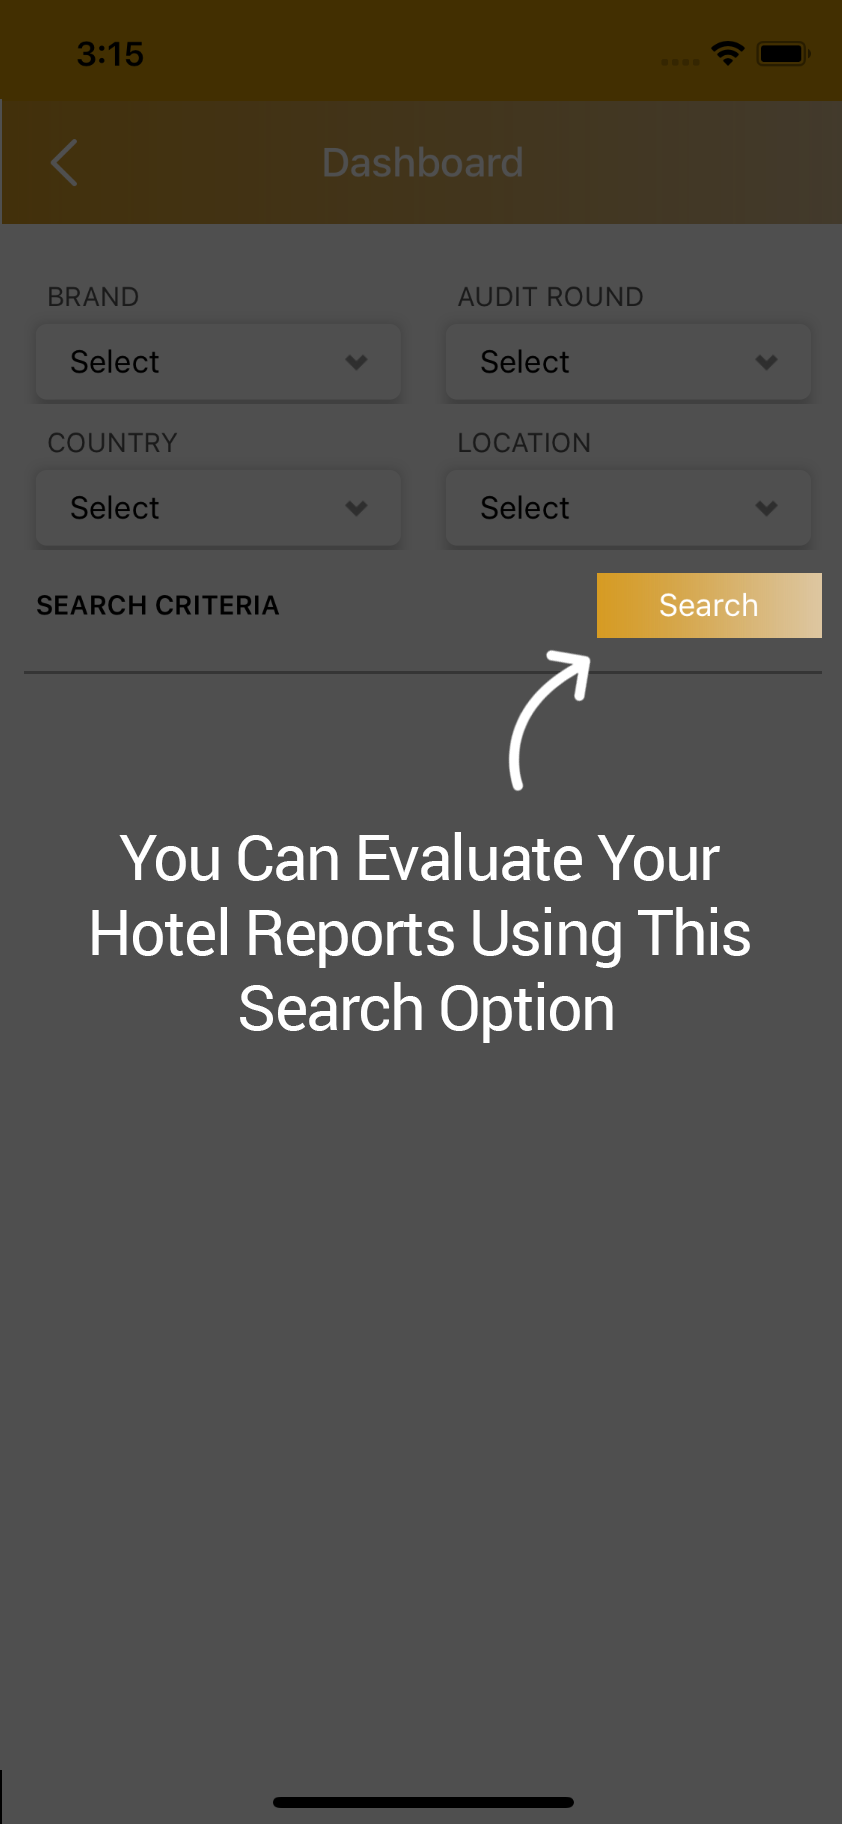 3:15
Dashboard
BRAND
AUDIT ROUND
Select
Select
COUNTRY
LOCATION
Select
Select
SEARCH CRITERIA
Search
You Can Evaluate Your
Hotel Reports Using This
Search Option